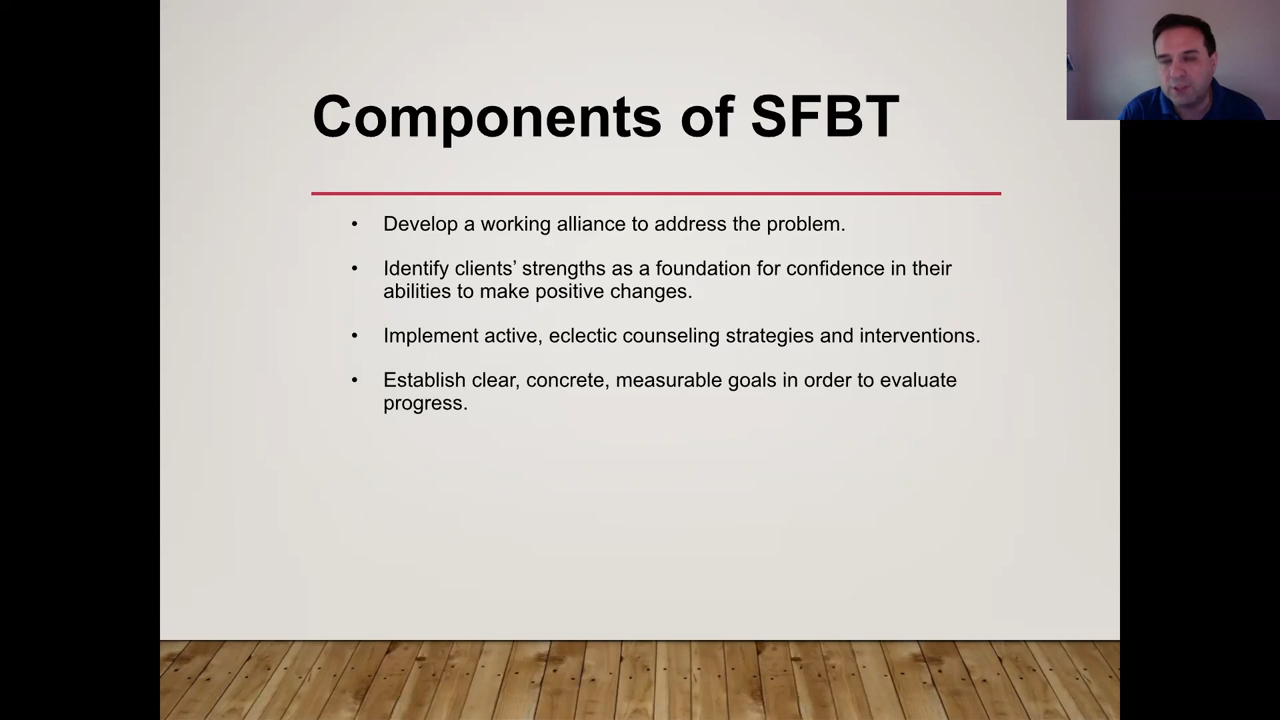 Components of SFBT
• Develop a working alliance to address the problem.
• Identify clients’ strengths as a foundation for confidence in their
abilities to make positive changes.
• Implement active, eclectic counseling strategies and interventions.
• Establish clear, concrete, measurable goals in order to evaluate
progress.